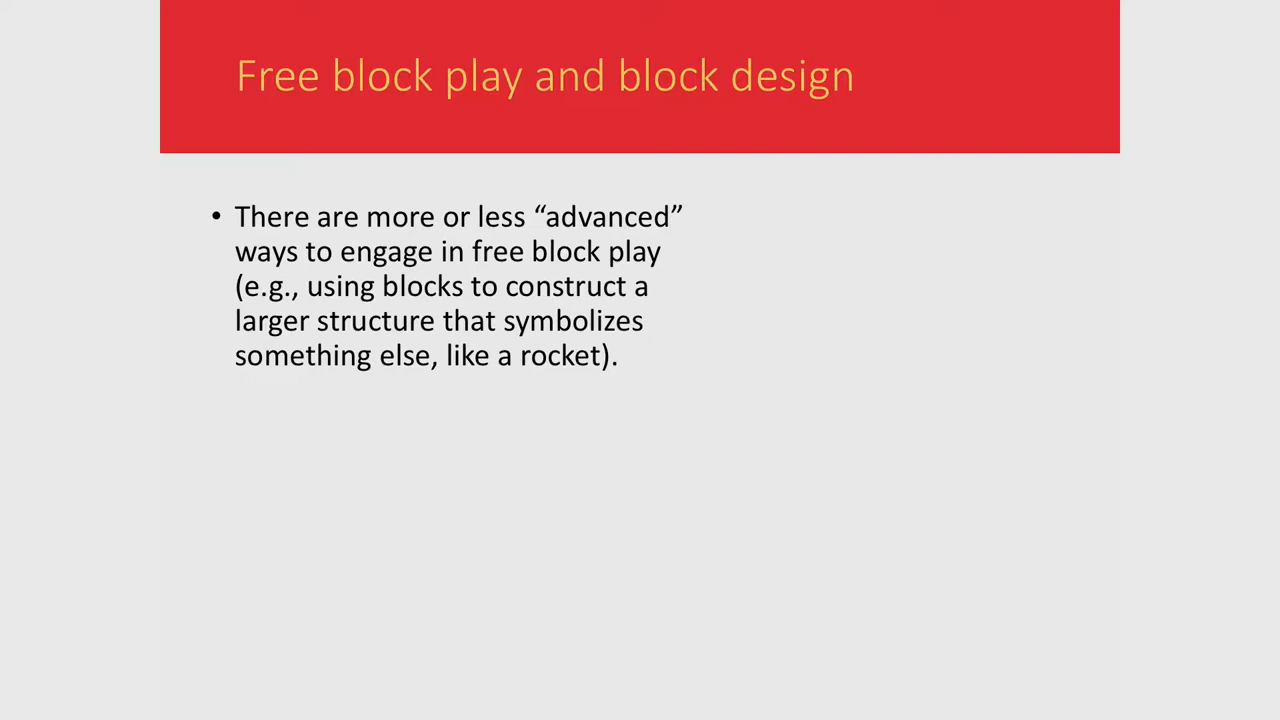 Free block play and block design
• There are more or less “advanced”
ways to engage in free block play
(e.g., using blocks to construct a
larger structure that symbolizes
something else, like a rocket).